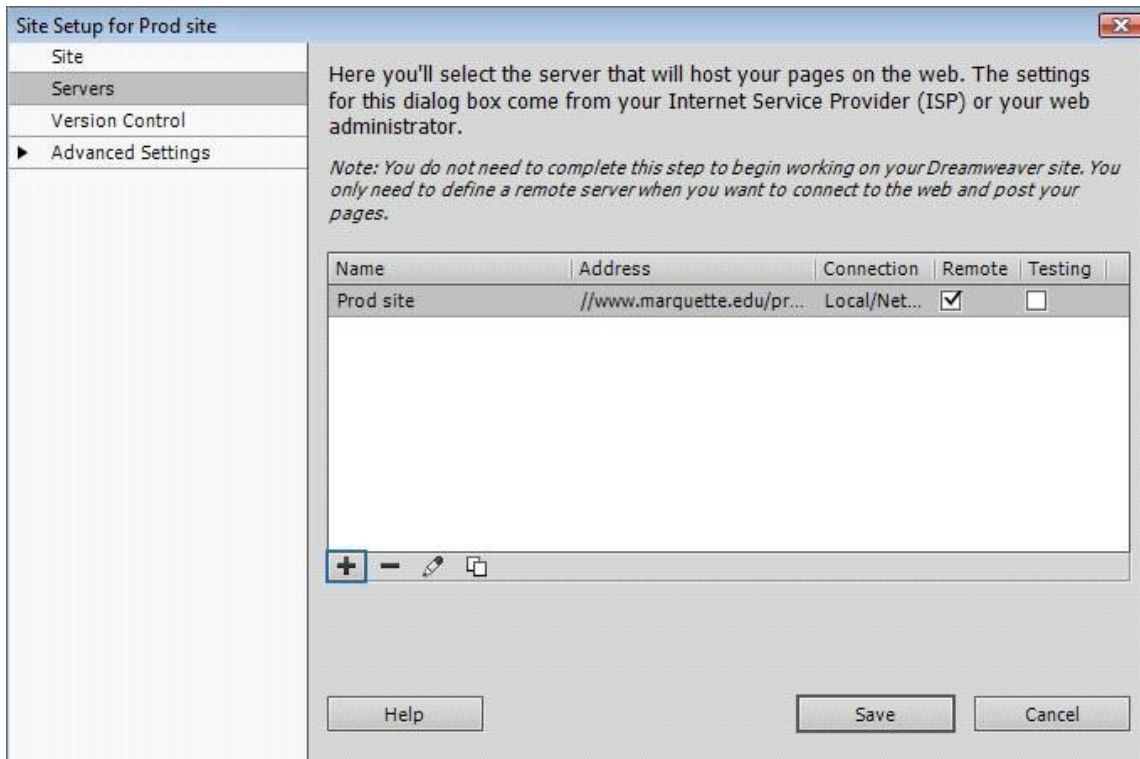 Site Setup for Prod site
Site
Servers
Version Control
Advanced Settings
Here you'll select the server that will host your pages on the web. The settings
for this dialog box come from your Internet Service Provider (ISP) or your web
administrator.
Note: You do not need to complete this step to begin working on your Dreamweaver site. You
only need to define a remote server when you want to connect to the web and post your
pages.
Name Address Connection Remote Testing
Prod site //www.marquette.edu/pr... Local/Net...
Help Save Cancel